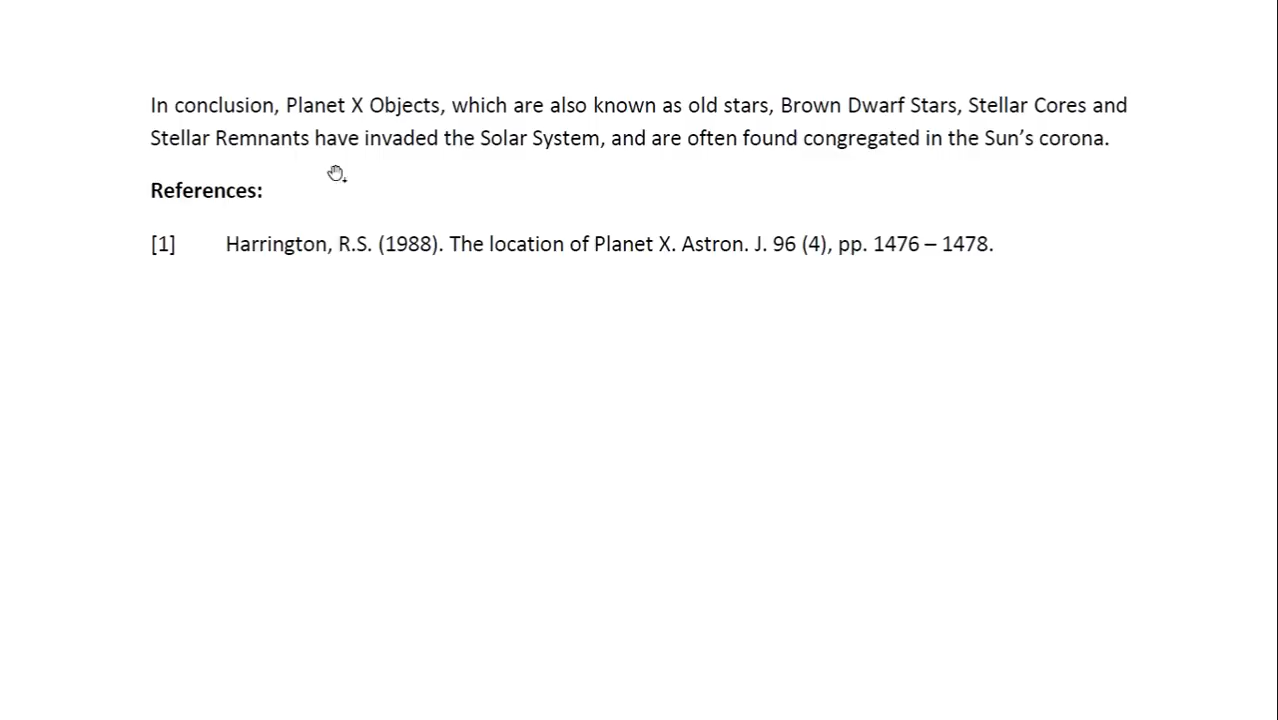 In conclusion, Planet X Objects, which are also known as old stars, Brown Dwarf Stars, Stellar Cores and
Stellar Remnants have invaded the Solar System, and are often found congregated in the Sun’s corona.
References:
[1] Harrington, R.S. (1988). The location of Planet X. Astron. J. 96 (4), pp. 1476 – 1478.